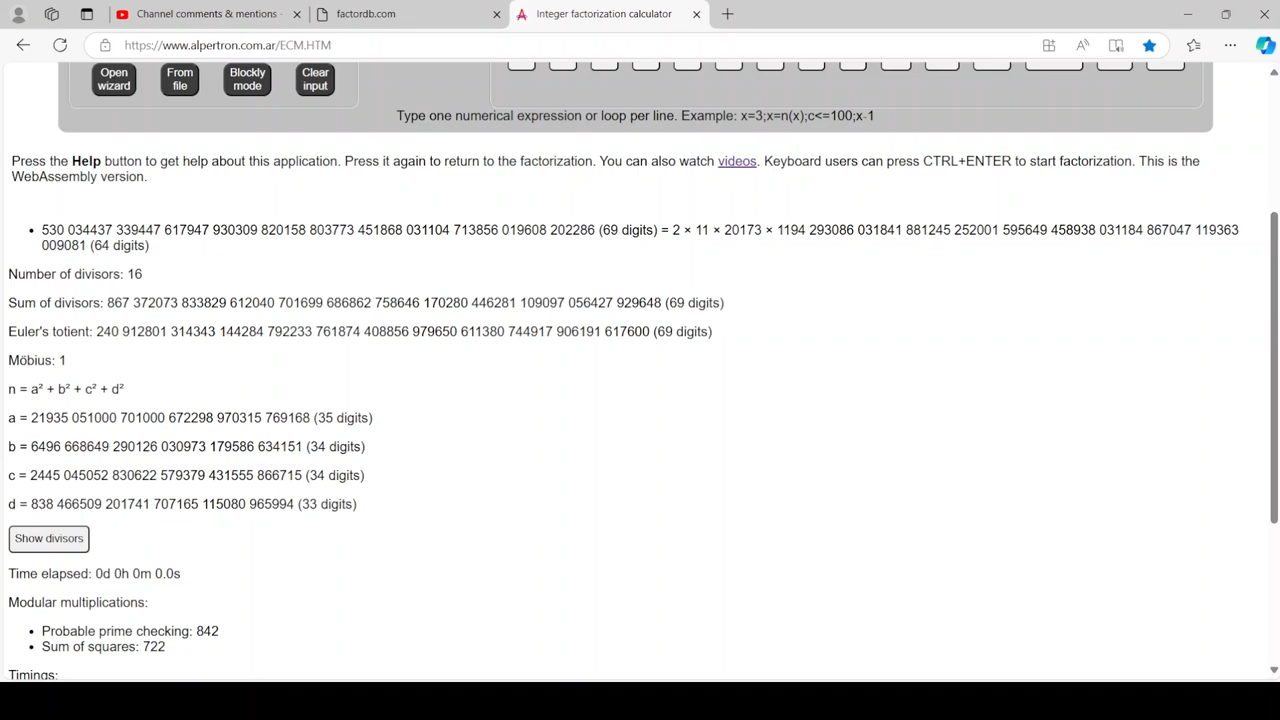 Channel comments & mentions -
factordb.com
Integer factorization calculator
https://www.alpertron.com.ar/ECM.HTM
Open wizard
From file
Blockly mode
Clear input
Type one numerical expression or loop per line. Example: x=3;x=n(x);c<=100;x-1
Press the Help button to get help about this application. Press it again to return to the factorization. You can also watch videos. Keyboard users can press CTRL+ENTER to start factorization. This is the
WebAssembly version.
• 530 034437 339447 617947 930309 820158 803773 451868 031104 713856 019608 202286 (69 digits) = 2 × 11 × 20173 × 1194 293086 031841 881245 252001 595649 458938 031184 867047 119363
009081 (64 digits)
Number of divisors: 16
Sum of divisors: 867 372073 833829 612040 701699 686862 758646 170280 446281 109097 056427 929648 (69 digits)
Euler's totient: 240 912801 314343 144284 792233 761874 408856 979650 611380 744917 906191 617600 (69 digits)
Möbius: 1
n = a² + b² + c² + d²
a = 21935 051000 701000 672298 970315 769168 (35 digits)
b = 6496 668649 290126 030973 179586 634151 (34 digits)
c = 2445 045052 830622 579379 431555 866715 (34 digits)
d = 838 466509 201741 707165 115080 965994 (33 digits)
Show divisors
Time elapsed: 0d 0h 0m 0.0s
Modular multiplications:
• Probable prime checking: 842
• Sum of squares: 722
Timings: